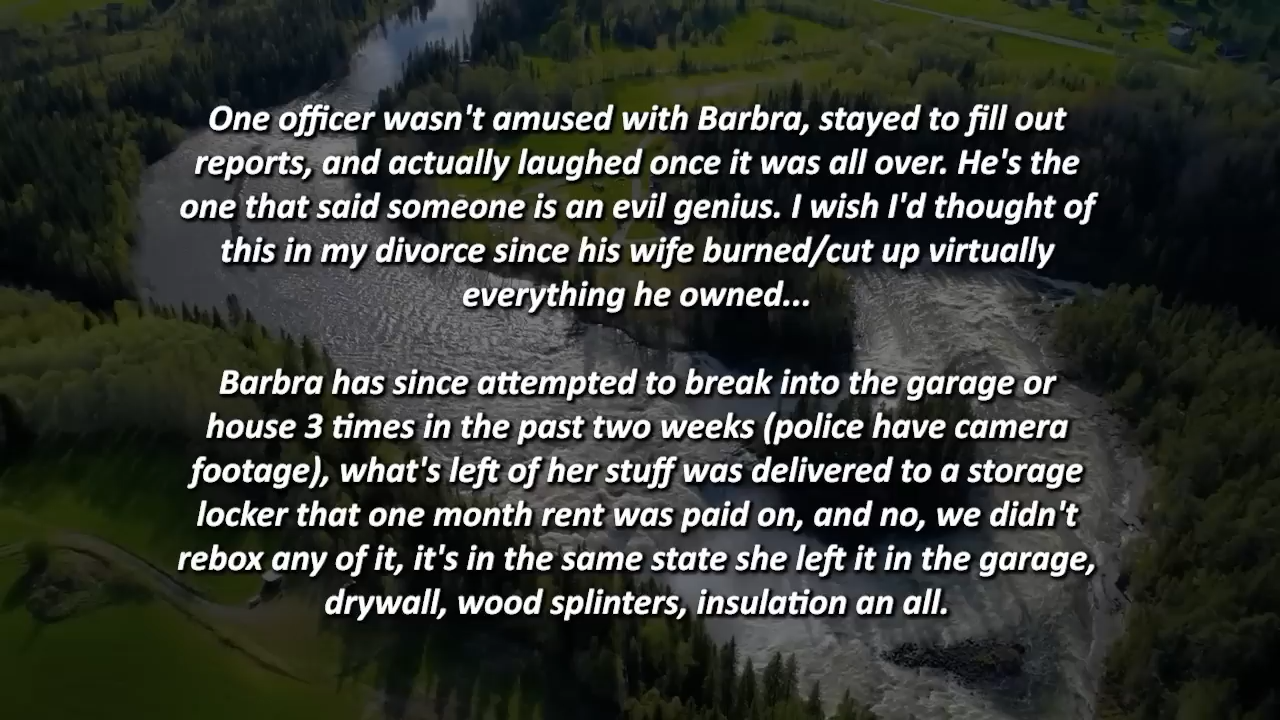 One officer wasn't amused with Barbra, stayed to fill out
reports, and actually laughed once it was all over. He's the
one that said someone is an evil genius. I wish I'd thought of
this in my divorce since his wife burned/cut up virtually
everything he owned...
Barbra has since attempted to break into the garage or
house 3 times in the past two weeks (police have camera
footage), what's left of her stuff was delivered to a storage
locker that one month rent was paid on, and no, we didn't
rebox any of it, it's in the same state she left it in the garage,
drywall, wood splinters, insulation an all.